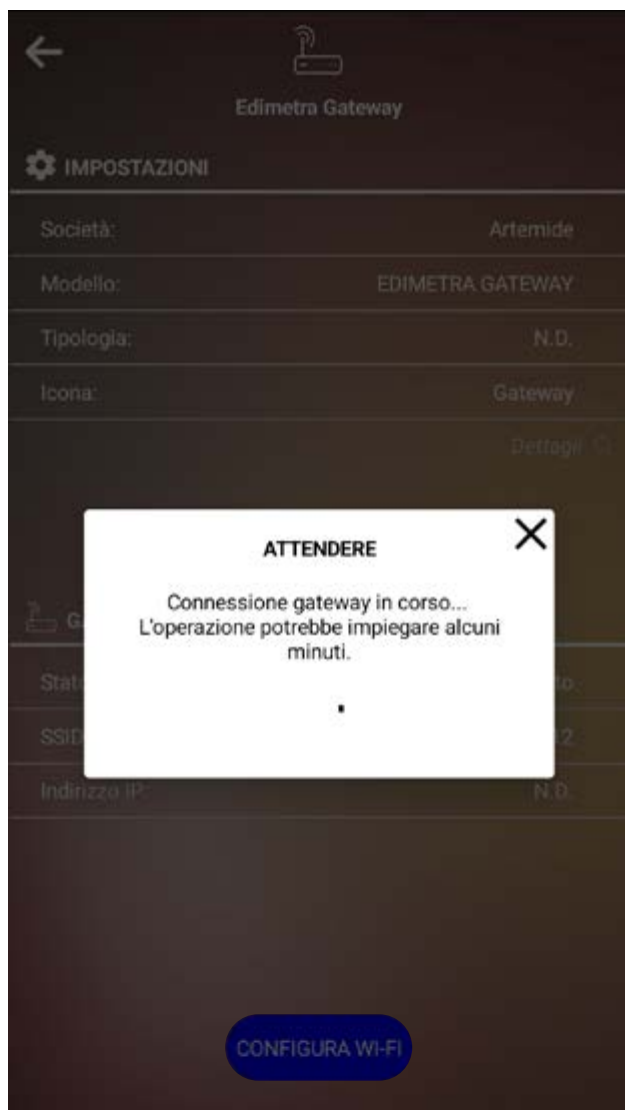 Edimetra Gateway
IMPOSTAZIONI
Società: Artemide
Modello: EDIMETRA GATEWAY
Tipologia: N.D.
Icona: Gateway
Dettagli
ATTENDERE
Connessione gateway in corso...
L'operazione potrebbe impiegare alcuni
minuti.
SSID
Indirizzo IP: N.D.
CONFIGURA WI-FI